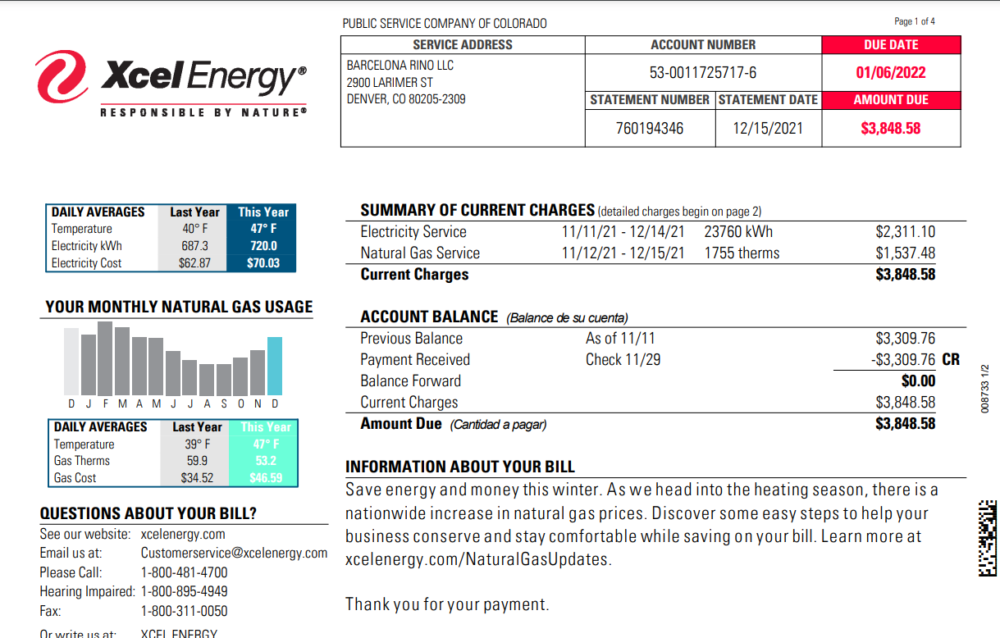 PUBLIC SERVICE COMPANY OF COLORADO
Page 1 of 4
XcelEnergy®
RESPONSIBLE BY NATURE®
SERVICE ADDRESS
BARCELONA RINO LLC
2900 LARIMER ST
DENVER, CO 80205-2309
ACCOUNT NUMBER
53-0011725717-6
DUE DATE
01/06/2022
STATEMENT NUMBER STATEMENT DATE AMOUNT DUE
760194346 12/15/2021 $3,848.58
DAILY AVERAGES Last Year This Year
Temperature 40° F 47° F
Electricity kWh 687.3 720.0
Electricity Cost $62.87 $70.03
YOUR MONTHLY NATURAL GAS USAGE
D J F M A M J J A S O N D
DAILY AVERAGES Last Year This Year
Temperature 39° F 47° F
Gas Therms 59.9 53.2
Gas Cost $34.52 $46.59
QUESTIONS ABOUT YOUR BILL?
See our website: xcelenergy.com
Email us at: Customerservice@xcelenergy.com
Please Call: 1-800-481-4700
Hearing Impaired: 1-800-895-4949
Fax: 1-800-311-0050
Or write us at: XCEL ENERGY
SUMMARY OF CURRENT CHARGES (detailed charges begin on page 2)
Electricity Service 11/11/21 - 12/14/21 23760 kWh $2,311.10
Natural Gas Service 11/12/21 - 12/15/21 1755 therms $1,537.48
Current Charges $3,848.58
ACCOUNT BALANCE (Balance de su cuenta)
Previous Balance As of 11/11 $3,309.76
Payment Received Check 11/29 -$3,309.76 CR
Balance Forward $0.00
Current Charges $3,848.58
Amount Due (Cantidad a pagar) $3,848.58
INFORMATION ABOUT YOUR BILL
Save energy and money this winter. As we head into the heating season, there is a
nationwide increase in natural gas prices. Discover some easy steps to help your
business conserve and stay comfortable while saving on your bill. Learn more at
xcelenergy.com/NaturalGasUpdates.
Thank you for your payment.
008733 1/2